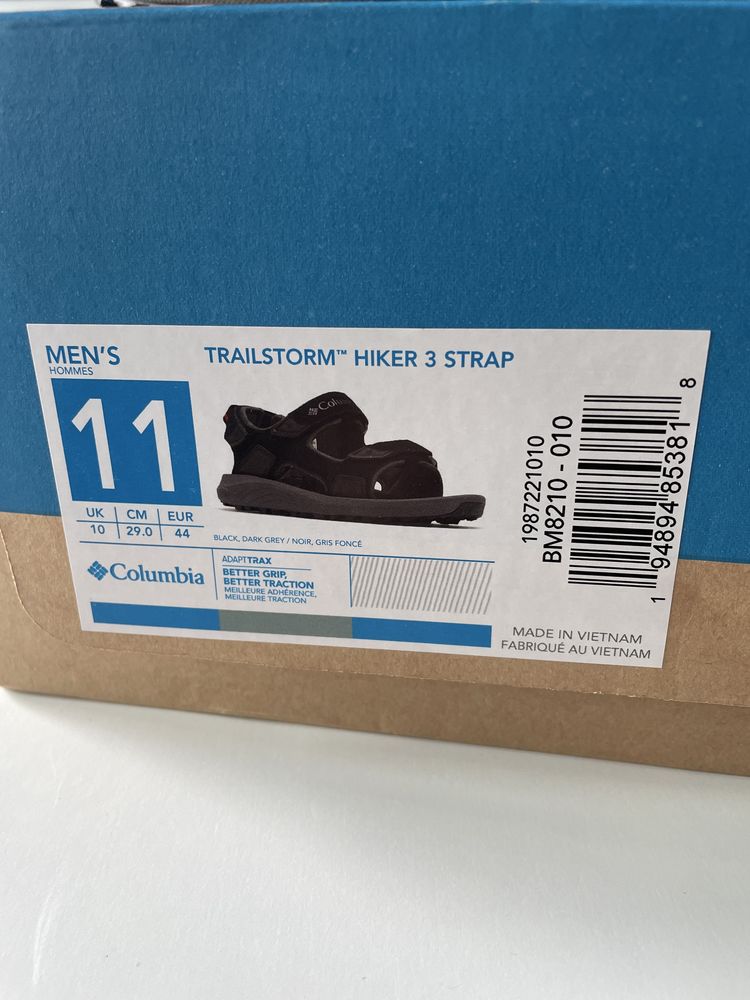 MEN'S
HOMMES
TRAILSTORM™ HIKER 3 STRAP
11
UK CM EUR
10 29.0 44
Columbia
BLACK, DARK GREY / NOIR, GRIS FONCÉ
Columbia
ADAPTTRAX
BETTER GRIP,
BETTER TRACTION
MEILLEURE ADHÉRENCE,
MEILLEURE TRACTION
1987221010
BM8210 - 010
1 94894 85381 8
MADE IN VIETNAM
FABRIQUÉ AU VIETNAM